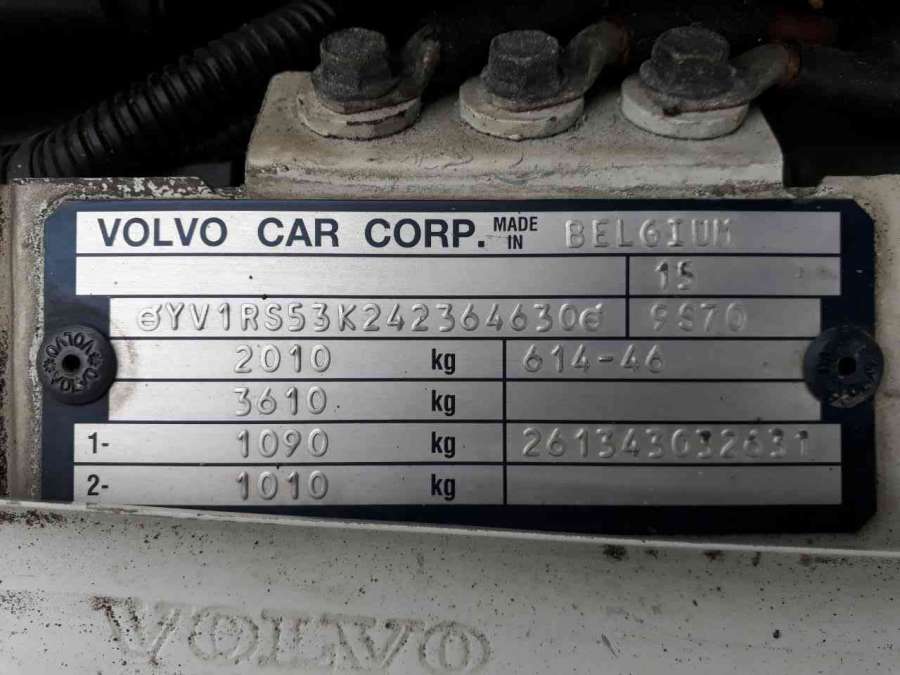 VOLVO CAR CORP. MADE IN BELGIUM
15
YV1RS53K242364630 9S70
2010 kg 614-46
3610 kg
1- 1090 kg 261343032631
2- 1010 kg
VOLVO